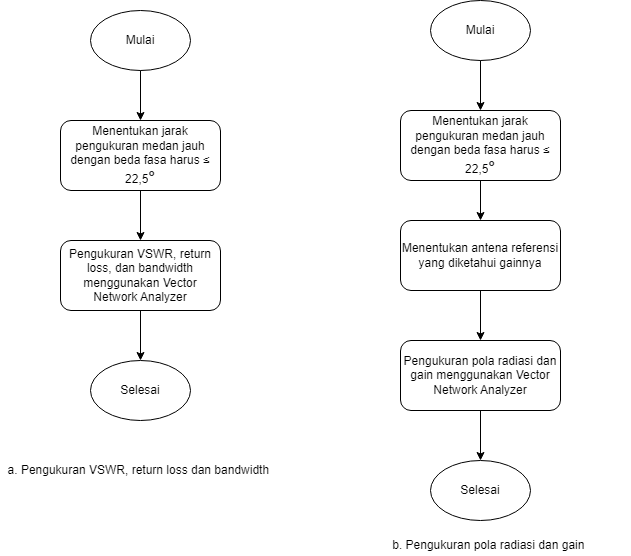 Mulai
Menentukan jarak
pengukuran medan jauh
dengan beda fasa harus ≤
22,5°
Pengukuran VSWR, return
loss, dan bandwidth
menggunakan Vector
Network Analyzer
Selesai
a. Pengukuran VSWR, return loss dan bandwidth
Mulai
Menentukan jarak
pengukuran medan jauh
dengan beda fasa harus ≤
22,5°
Menentukan antena referensi
yang diketahui gainnya
Pengukuran pola radiasi dan
gain menggunakan Vector
Network Analyzer
Selesai
b. Pengukuran pola radiasi dan gain